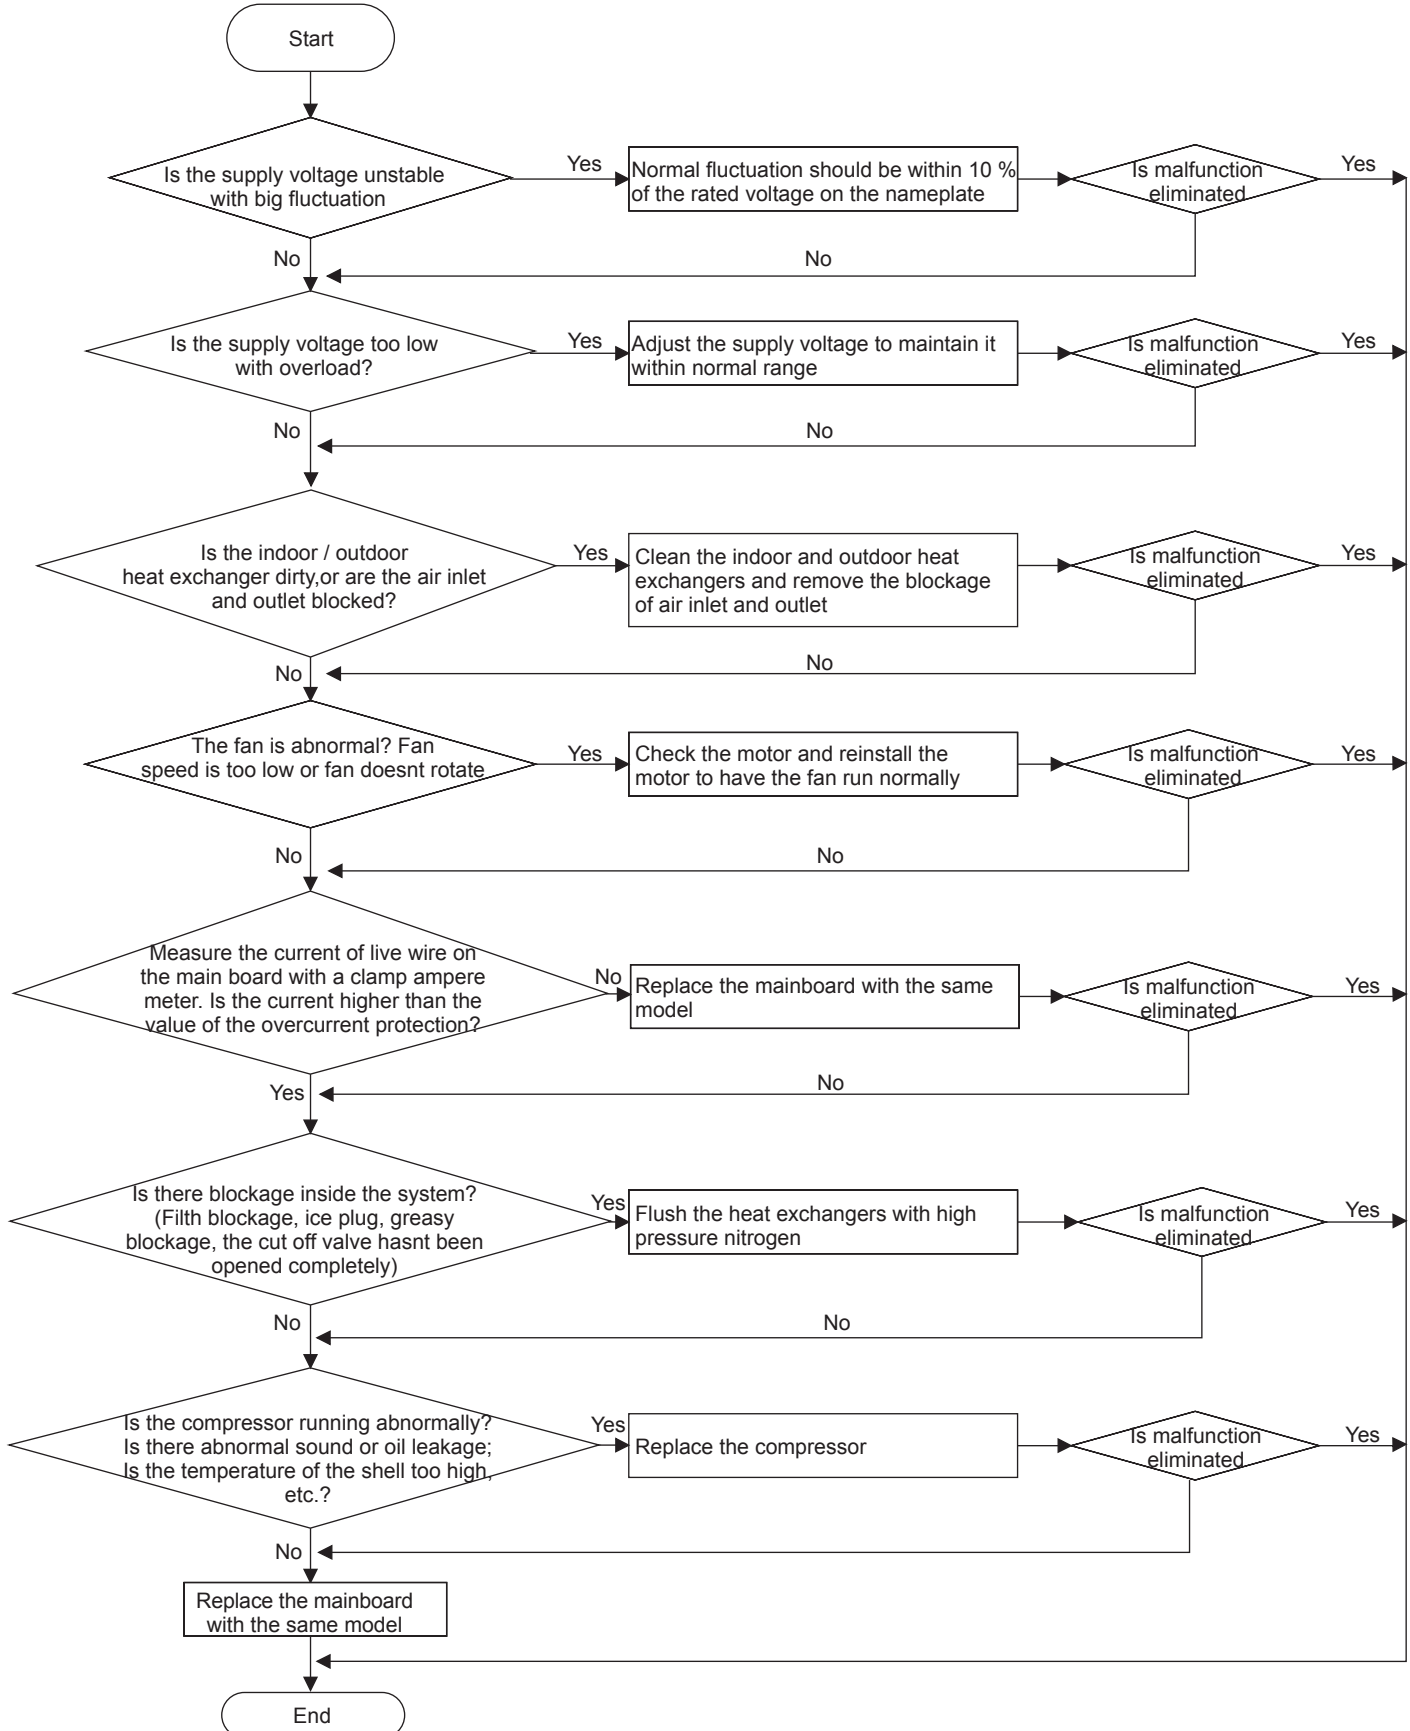 Start
Is the supply voltage unstable
with big fluctuation
Yes
Normal fluctuation should be within 10 %
of the rated voltage on the nameplate
Is malfunction
eliminated
Yes
No
No
Is the supply voltage too low
with overload?
Yes
Adjust the supply voltage to maintain it
within normal range
Is malfunction
eliminated
Yes
No
No
Is the indoor / outdoor
heat exchanger dirty,or are the air inlet
and outlet blocked?
Yes
Clean the indoor and outdoor heat
exchangers and remove the blockage
of air inlet and outlet
Is malfunction
eliminated
Yes
No
No
The fan is abnormal? Fan
speed is too low or fan doesnt rotate
Yes
Check the motor and reinstall the
motor to have the fan run normally
Is malfunction
eliminated
Yes
No
No
Measure the current of live wire on
the main board with a clamp ampere
meter. Is the current higher than the
value of the overcurrent protection?
No
Replace the mainboard with the same
model
Is malfunction
eliminated
Yes
Yes
No
Is there blockage inside the system?
(Filth blockage, ice plug, greasy
blockage, the cut off valve hasnt been
opened completely)
Yes
Flush the heat exchangers with high
pressure nitrogen
Is malfunction
eliminated
Yes
No
No
Is the compressor running abnormally?
Is there abnormal sound or oil leakage;
Is the temperature of the shell too high,
etc.?
Yes
Replace the compressor
Is malfunction
eliminated
Yes
No
Replace the mainboard
with the same model
End